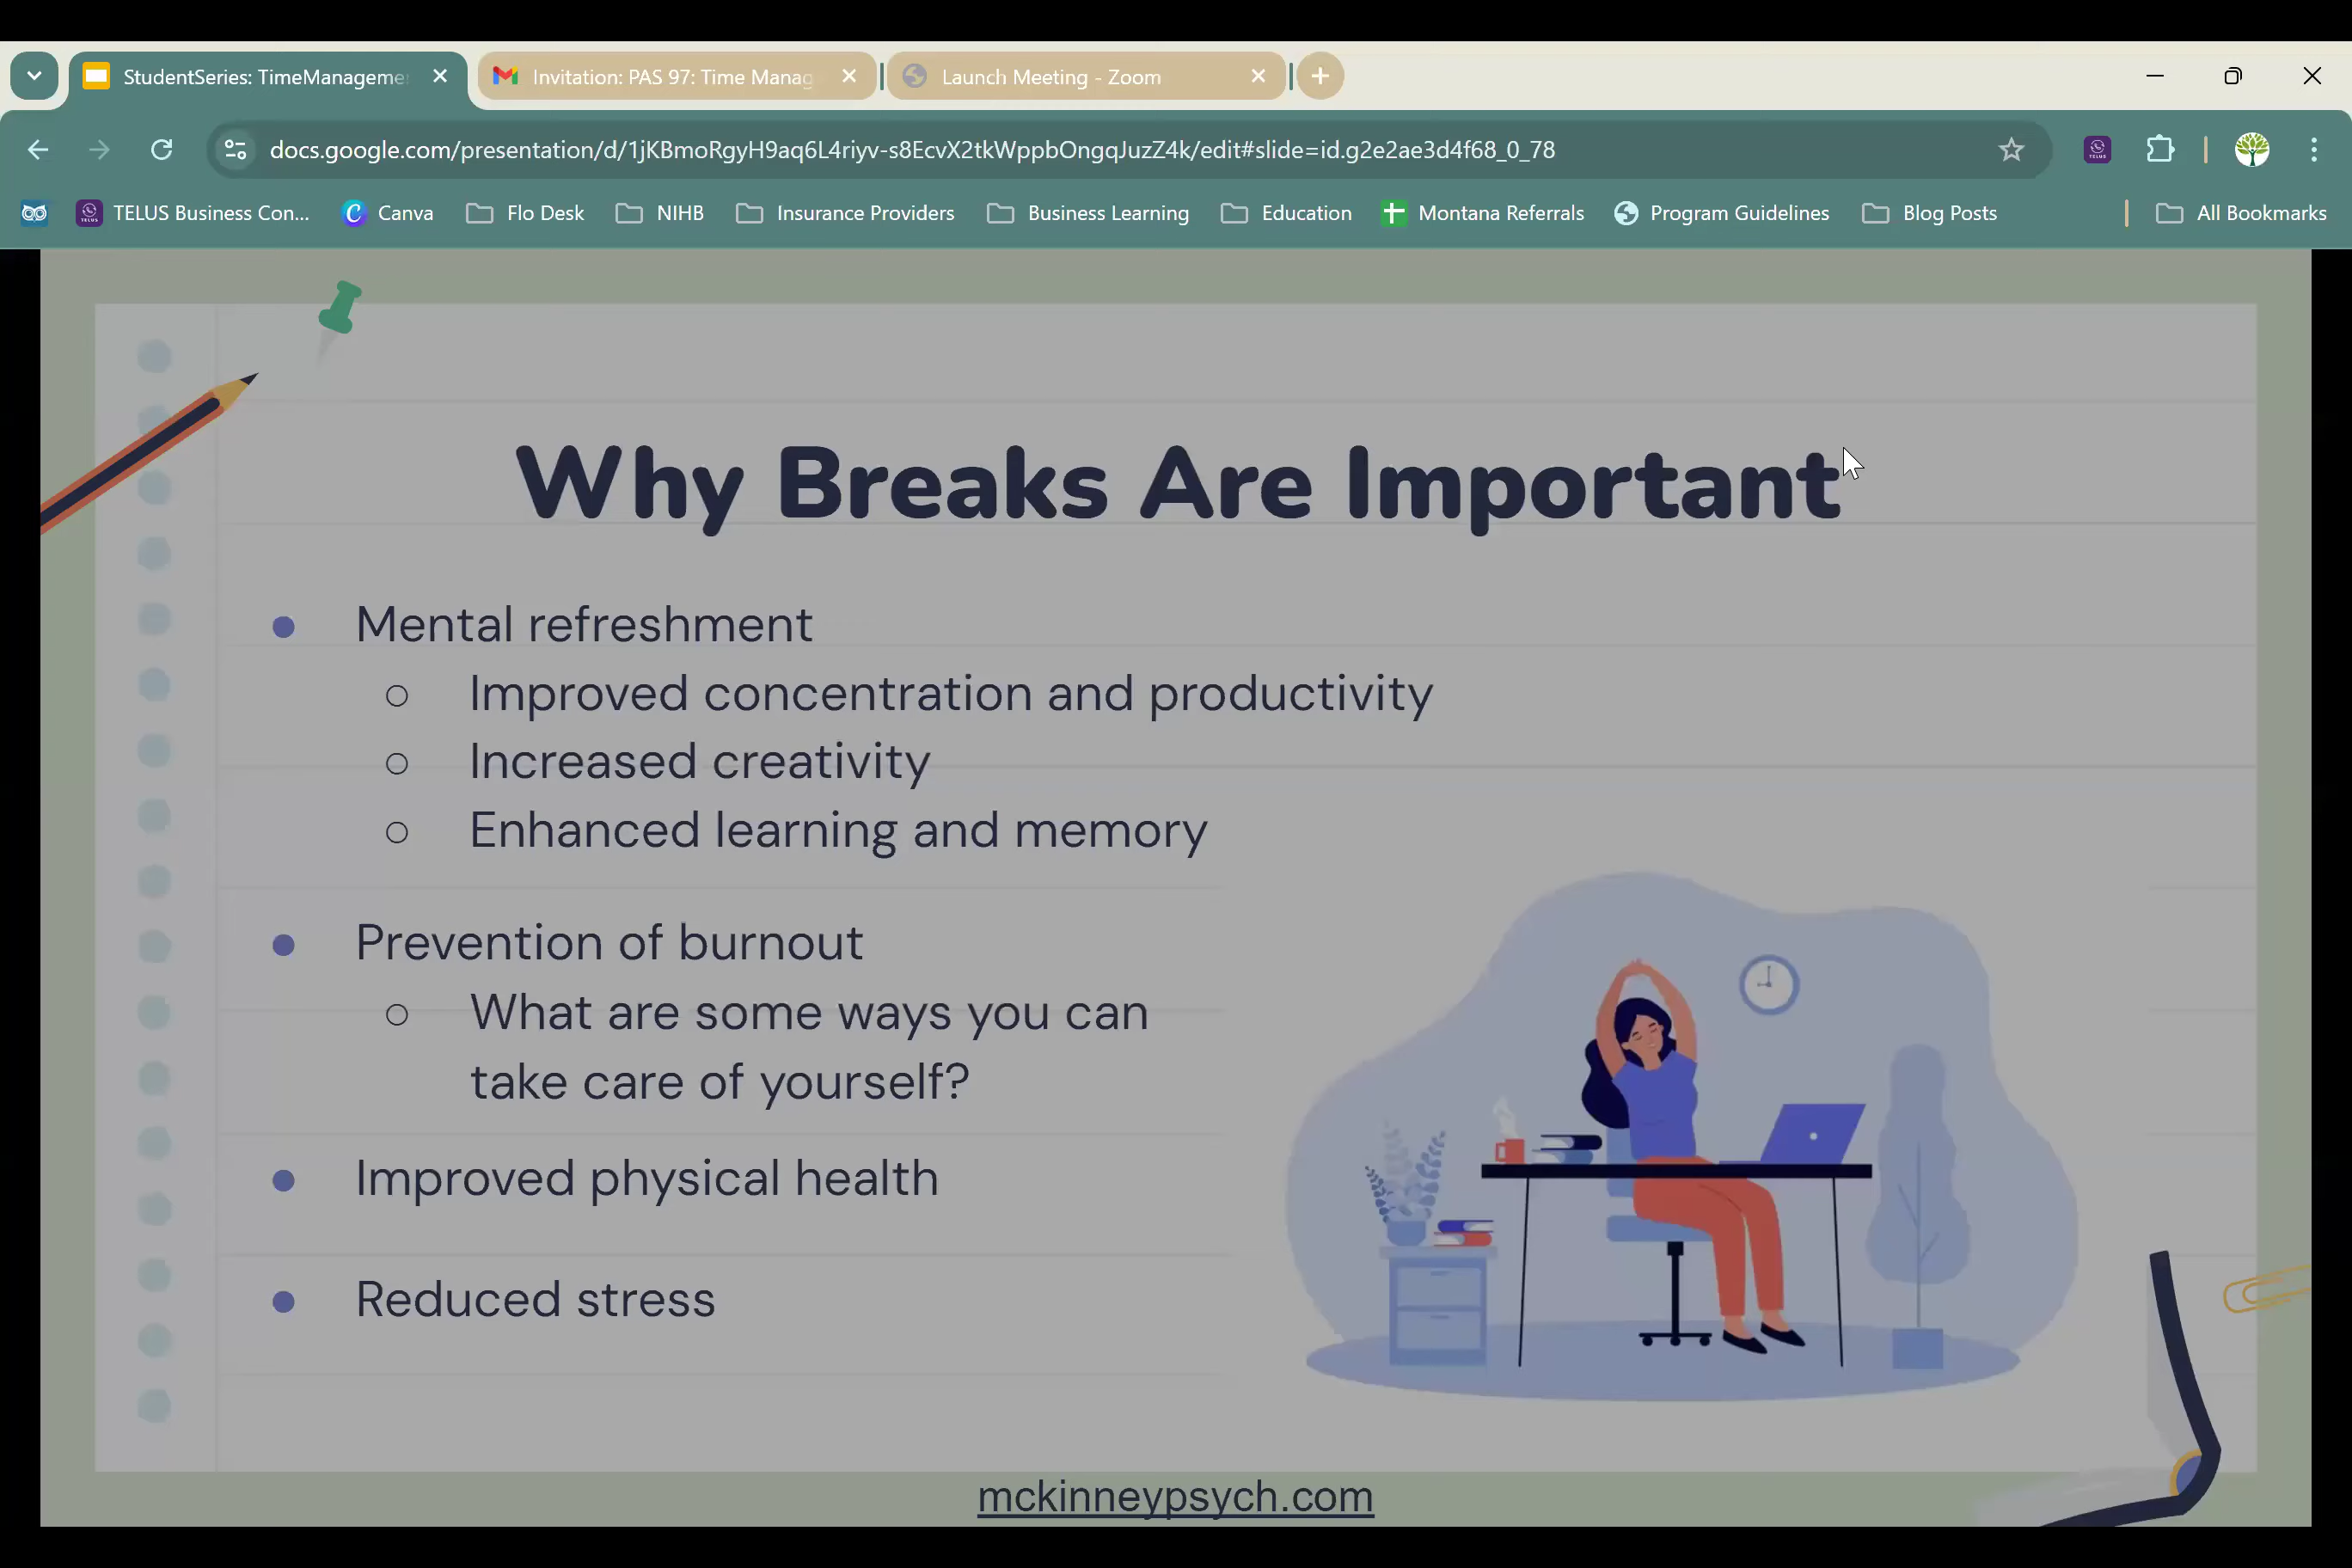 StudentSeries: TimeManageme
Invitation: PAS 97: Time Manag
Launch Meeting - Zoom
docs.google.com/presentation/d/1jKBmoRgyH9aq6L4riyv-s8EcvX2tkWppbOngqJuzZ4k/edit#slide=id.g2e2ae3d4f68_0_78
TELUS
TELUS Business Con...
Canva
Flo Desk
NIHB
Insurance Providers
Business Learning
Education
Montana Referrals
Program Guidelines
Blog Posts
All Bookmarks
Why Breaks Are Important
Mental refreshment
Improved concentration and productivity
Increased creativity
Enhanced learning and memory
Prevention of burnout
What are some ways you can
take care of yourself?
Improved physical health
Reduced stress
mckinneypsych.com